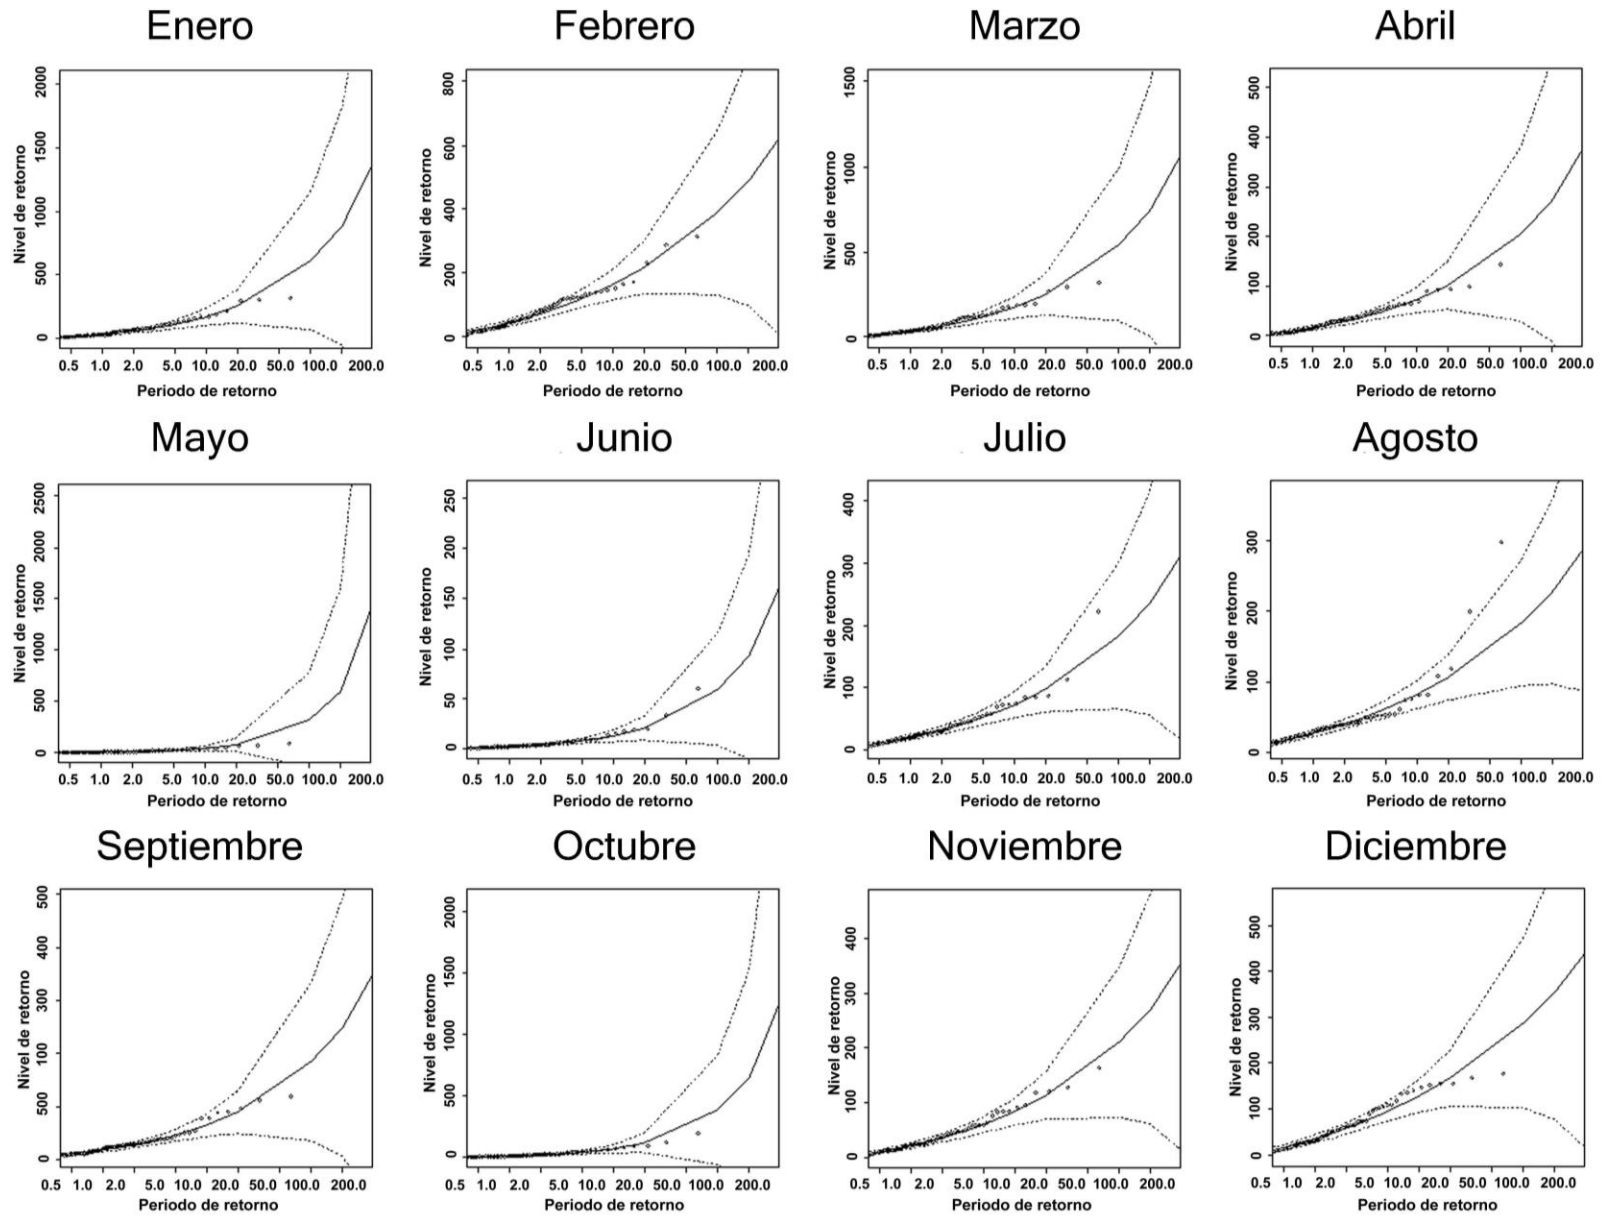 Enero Febrero Marzo Abril
2000
1500
1000
500
0
Nivel de retorno
0.5 1.0 2.0 5.0 10.0 20.0 50.0 100.0 200.0
Periodo de retorno
800
600
400
200
0
Nivel de retorno
0.5 1.0 2.0 5.0 10.0 20.0 50.0 100.0 200.0
Periodo de retorno
1500
1000
500
0
Nivel de retorno
0.5 1.0 2.0 5.0 10.0 20.0 50.0 100.0 200.0
Periodo de retorno
500
400
300
200
100
0
Nivel de retorno
0.5 1.0 2.0 5.0 10.0 20.0 50.0 100.0 200.0
Periodo de retorno
Mayo Junio Julio Agosto
2500
2000
1500
1000
500
0
Nivel de retorno
0.5 1.0 2.0 5.0 10.0 20.0 50.0 100.0 200.0
Periodo de retorno
250
200
150
100
50
0
Nivel de retorno
0.5 1.0 2.0 5.0 10.0 20.0 50.0 100.0 200.0
Periodo de retorno
400
300
200
100
0
Nivel de retorno
0.5 1.0 2.0 5.0 10.0 20.0 50.0 100.0 200.0
Periodo de retorno
300
1000
100
0
Nivel de retorno
0.5 1.0 2.0 5.0 10.0 20.0 50.0 100.0 200.0
Periodo de retorno
Septiembre Octubre Noviembre Diciembre
500
400
300
100
500
0
Nivel de retorno
0.5 1.0 2.0 5.0 10.0 20.0 50.0 100.0 200.0
Periodo de retorno
2000
1500
1000
500
0
Nivel de retorno
0.5 1.0 2.0 5.0 10.0 20.0 50.0 100.0 200.0
Periodo de retorno
400
300
200
100
0
Nivel de retorno
0.5 1.0 2.0 5.0 10.0 20.0 50.0 100.0 200.0
Periodo de retorno
500
400
300
200
100
0
Nivel de retorno
0.5 1.0 2.0 5.0 10.0 20.0 50.0 100.0 200.0
Periodo de retorno